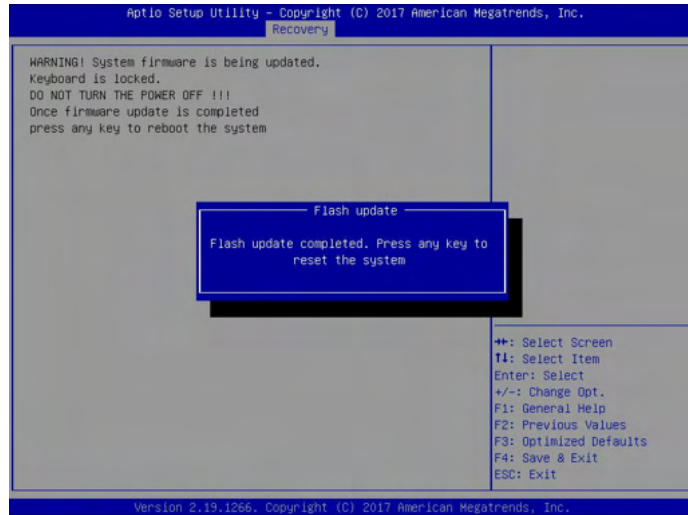 Aptio Setup Utility – Copyright (C) 2017 American Megatrends, Inc.
Recovery
WARNING! System firmware is being updated.
Keyboard is locked.
DO NOT TURN THE POWER OFF !!!
Once firmware update is completed
press any key to reboot the system
Flash update
Flash update completed. Press any key to
reset the system
→←: Select Screen
↑↓: Select Item
Enter: Select
+/-: Change Opt.
F1: General Help
F2: Previous Values
F3: Optimized Defaults
F4: Save & Exit
ESC: Exit
Version 2.19.1266. Copyright (C) 2017 American Megatrends, Inc.